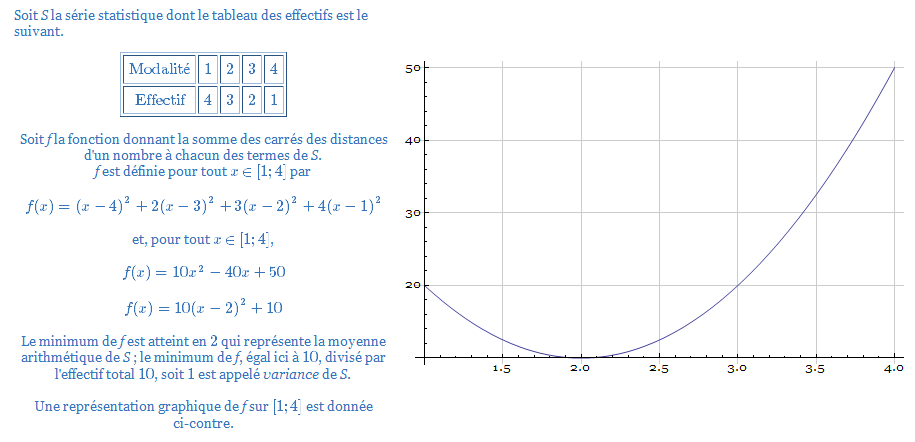 Soit S la série statistique dont le tableau des effectifs est le
suivant.
Modalité 1 2 3 4
Effectif 4 3 2 1
Soit f la fonction donnant la somme des carrés des distances
d'un nombre à chacun des termes de S.
f est définie pour tout x ∈ [1; 4] par
f(x) = (x − 4)² + 2(x − 3)² + 3(x − 2)² + 4(x − 1)²
et, pour tout x ∈ [1; 4],
f(x) = 10x² − 40x + 50
f(x) = 10(x − 2)² + 10
Le minimum de f est atteint en 2 qui représente la moyenne
arithmétique de S ; le minimum de f, égal ici à 10, divisé par
l'effectif total 10, soit 1 est appelé variance de S.
Une représentation graphique de f sur [1; 4] est donnée
ci-contre.
50
40
30
20
1.5 2.0 2.5 3.0 3.5 4.0